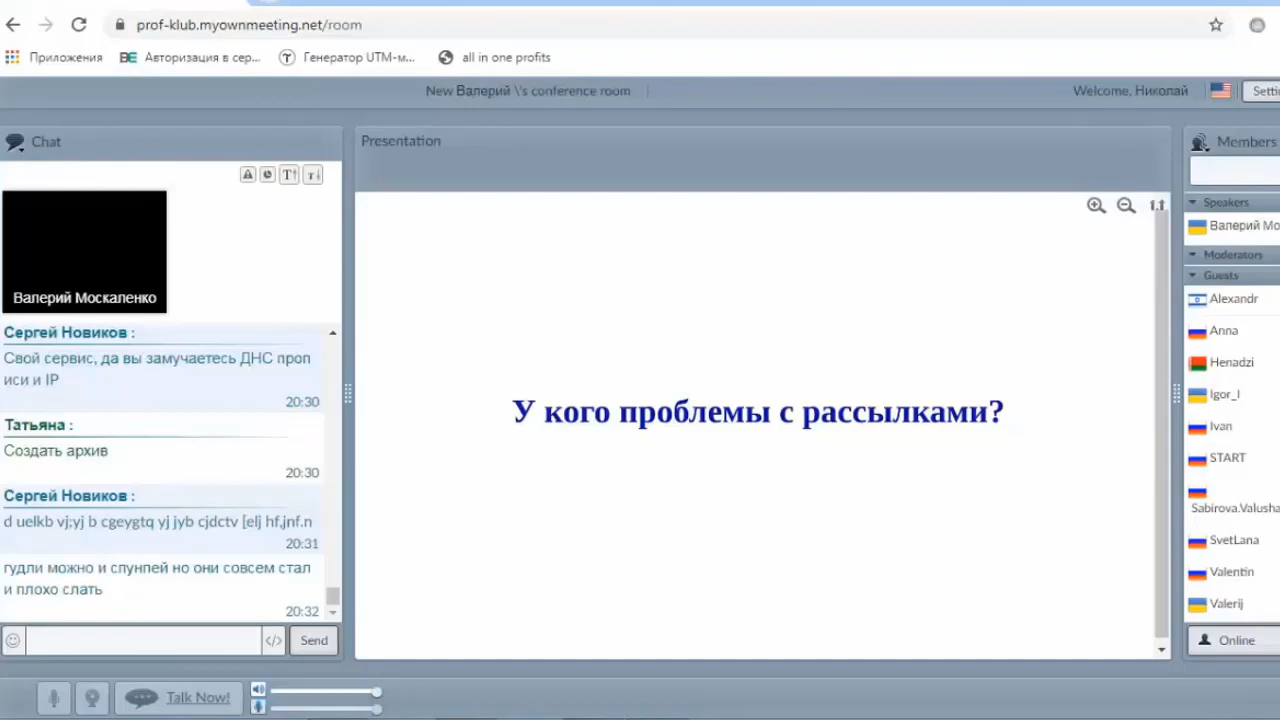 prof-klub.myownmeeting.net/room
Приложения
Авторизация в сер...
Генератор UTM-м...
all in one profits
New Валерий \'s conference room
Welcome, Николай
Setti
Chat
Валерий Москаленко
Сергей Новиков :
Свой сервис, да вы замучаетесь ДНС проп
иси и IP
20:30
Татьяна :
Создать архив
20:30
Сергей Новиков :
d uelkb vj;yj b cgeygtq yj jyb cjdctv [elj hf,jnf.n
20:31
гудли можно и спунпей но они совсем стал
и плохо слать
20:32
Send
Talk Now!
Presentation
1:1
У кого проблемы с рассылками?
Members
Speakers
Валерий Мо
Moderators
Guests
Alexandr
Anna
Henadzi
Igor_I
Ivan
START
Sabirova.Valusha
SvetLana
Valentin
Valerij
Online